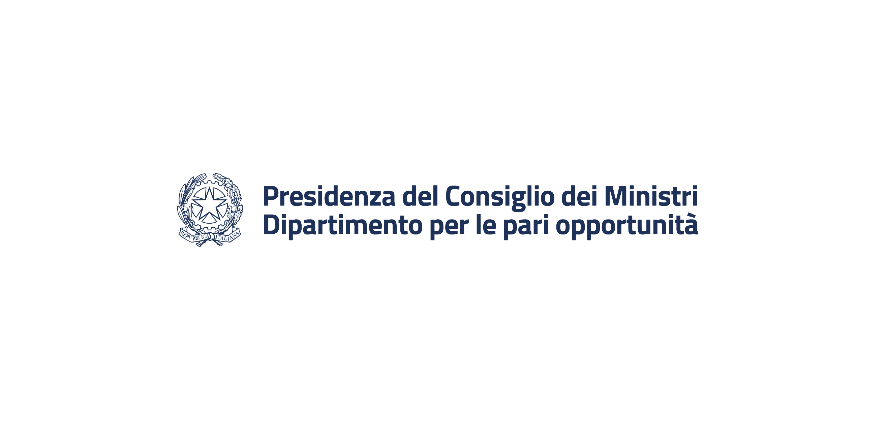 Presidenza del Consiglio dei Ministri
Dipartimento per le pari opportunità